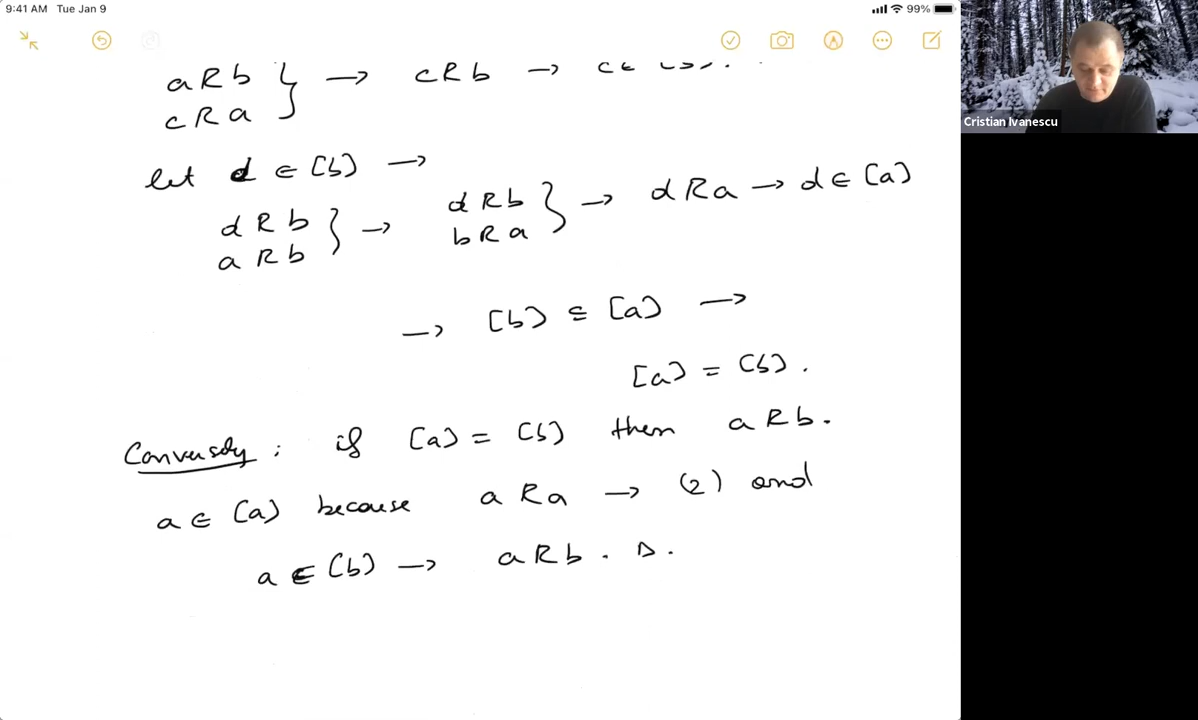 9:41 AM Tue Jan 9
99%
aRb } → cRb →
cRa
let d ∈ [b] →
dRb } → dRb } → dRa → d ∈ [a]
aRb bRa
→ [b] ⊆ [a] →
[a] = [b].
Conversely : if [a] = [b] then aRb.
a ∈ [a] because aRa → (2) and
a ∈ [b] → aRb. Δ.
Cristian Ivanescu